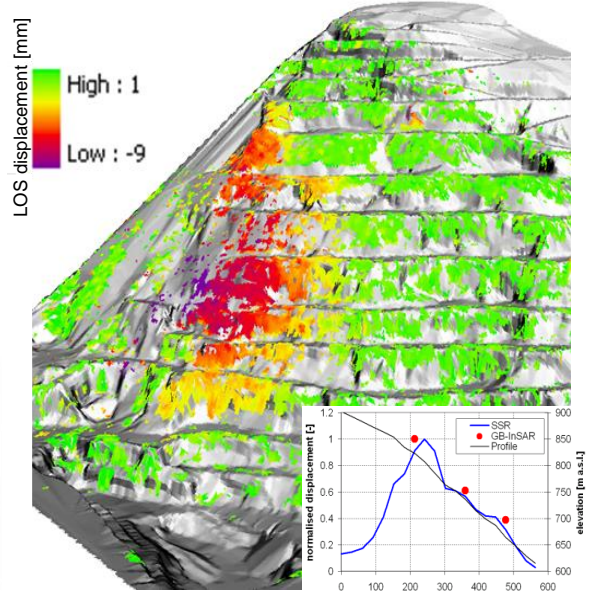 LOS displacement [mm]
High : 1
Low : -9
1.2
1
0.8
0.6
0.4
0.2
0
normalised displacement [-]
SSR
GB-InSAR
Profile
900
850
800
750
700
650
600
elevation [m a.s.l.]
0 100 200 300 400 500 600